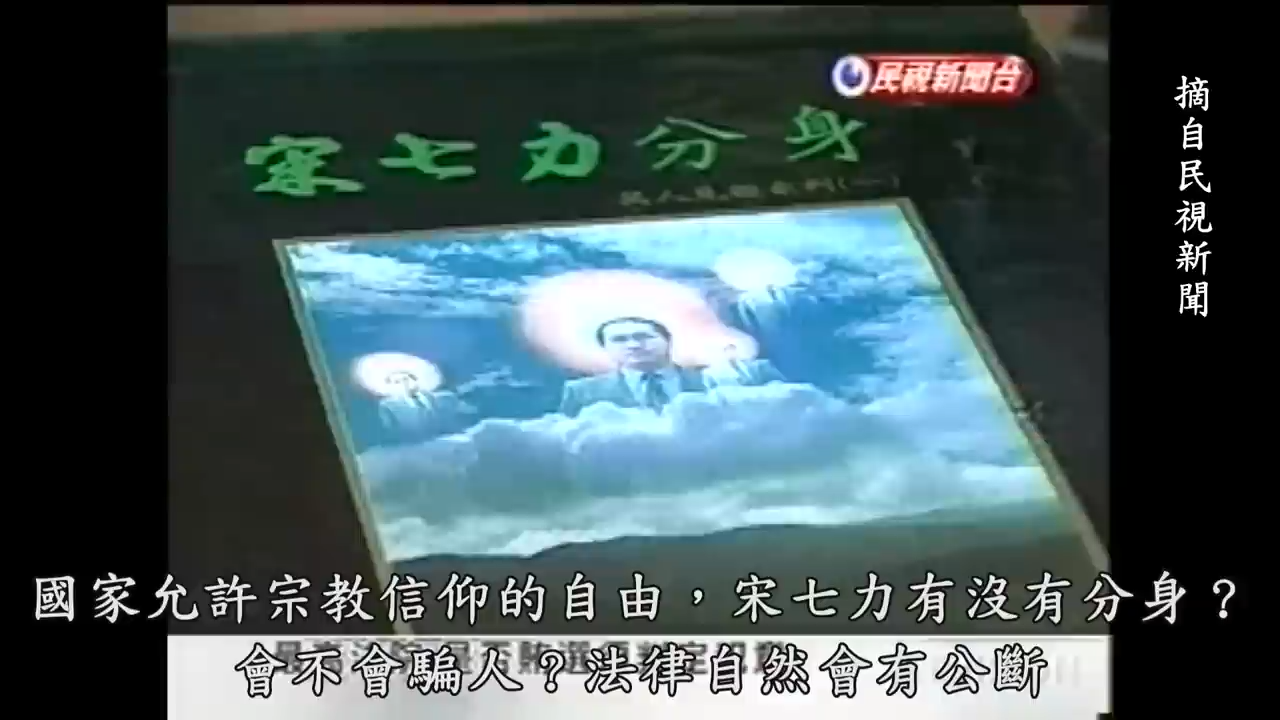 民視新聞台
摘自民視新聞
宋七力分身
國家允許宗教信仰的自由，宋七力有沒有分身？
會不會騙人？法律自然會有公斷